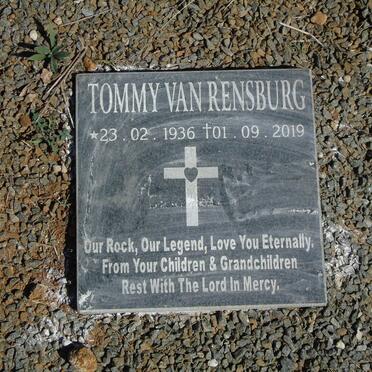 TOMMY VAN RENSBURG
★23 . 02 . 1936 †01 . 09 . 2019
Our Rock, Our Legend, Love You Eternally.
From Your Children & Grandchildren
Rest With The Lord In Mercy.